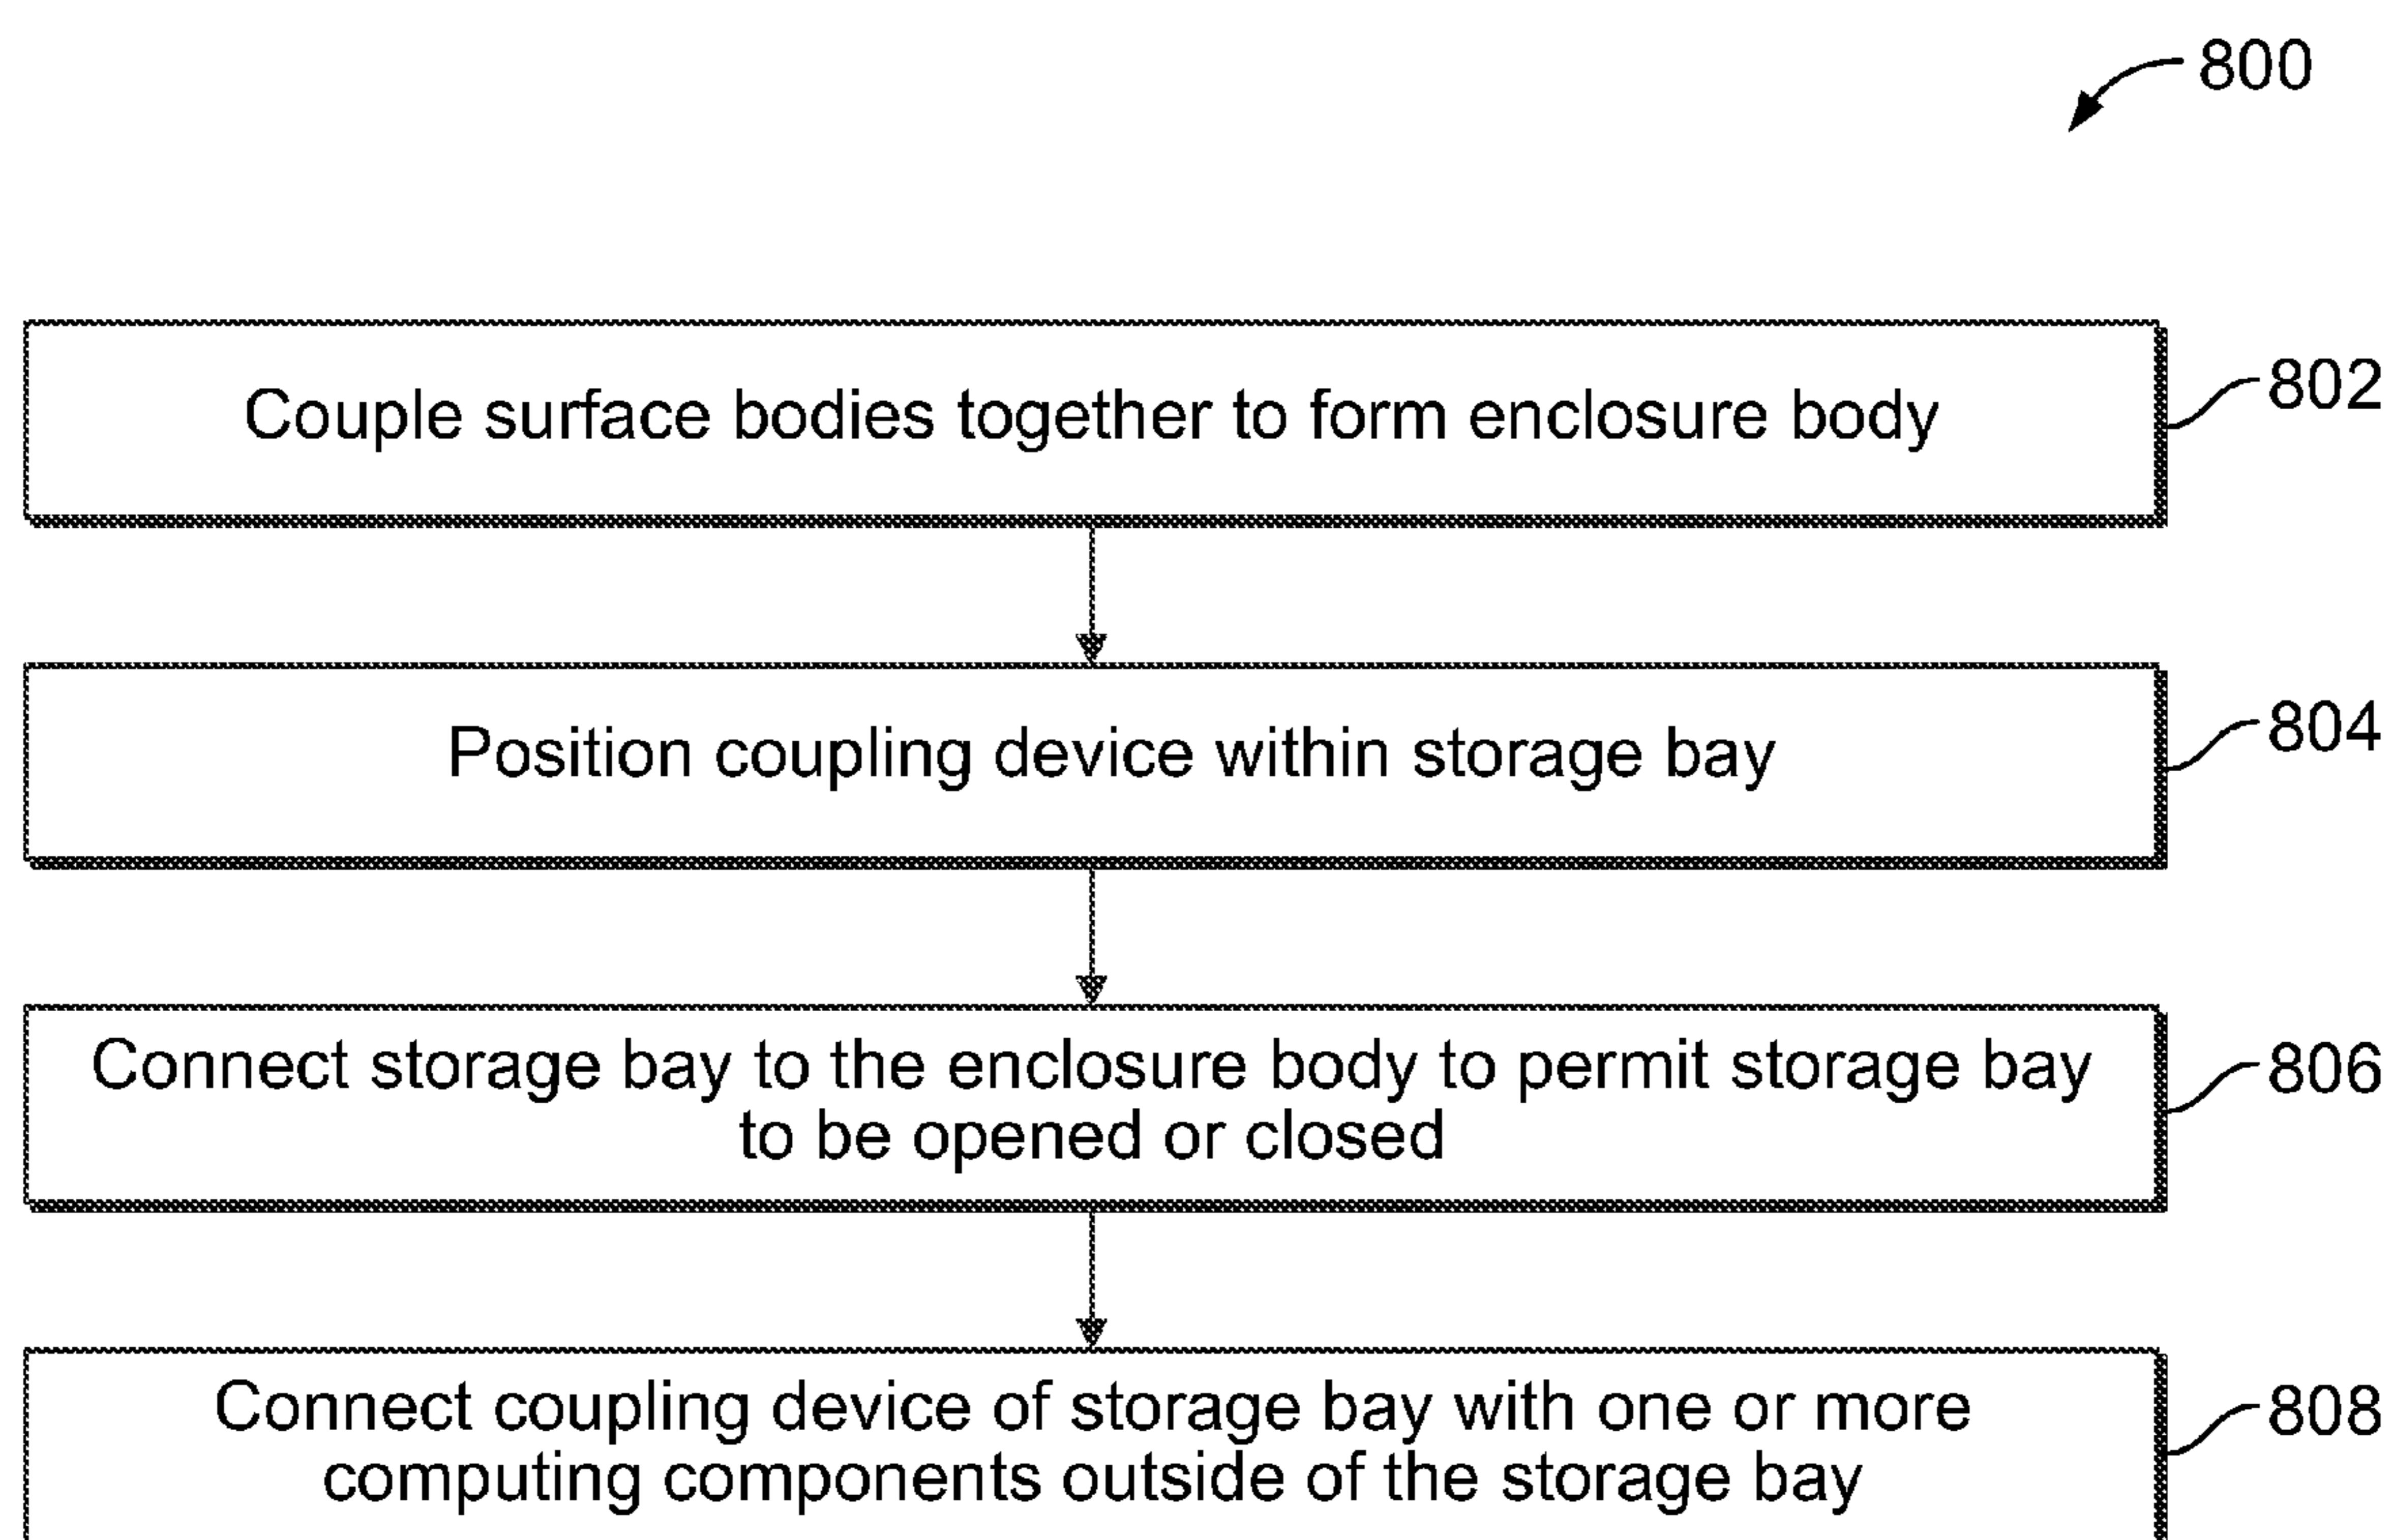 800
Couple surface bodies together to form enclosure body
802
Position coupling device within storage bay
804
Connect storage bay to the enclosure body to permit storage bay
to be opened or closed
806
Connect coupling device of storage bay with one or more
computing components outside of the storage bay
808